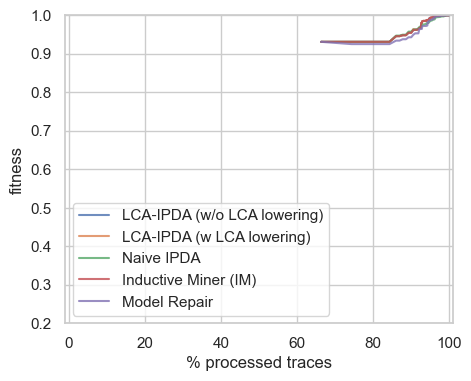 1.0
0.9
0.8
0.7
0.6
0.5
0.4
0.3
0.2
fitness
LCA-IPDA (w/o LCA lowering)
LCA-IPDA (w LCA lowering)
Naive IPDA
Inductive Miner (IM)
Model Repair
0 20 40 60 80 100
% processed traces